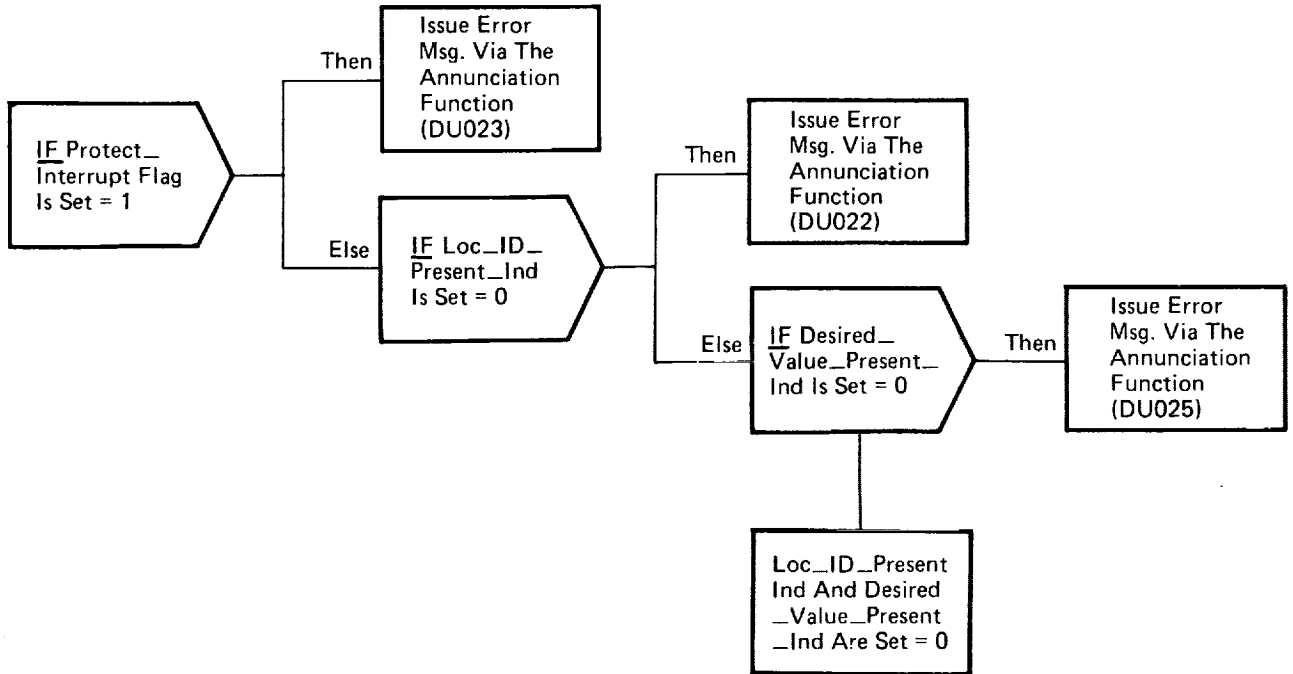 Issue Error
Msg. Via The
Annunciation
Function
(DU023)
Then
IF Protect_
Interrupt Flag
Is Set = 1
Else
IF Loc_ID_
Present_Ind
Is Set = 0
Then
Issue Error
Msg. Via The
Annunciation
Function
(DU022)
Else
IF Desired_
Value_Present_
Ind Is Set = 0
Then
Issue Error
Msg. Via The
Annunciation
Function
(DU025)
Loc_ID_Present
Ind And Desired
_Value_Present
_Ind Are Set = 0